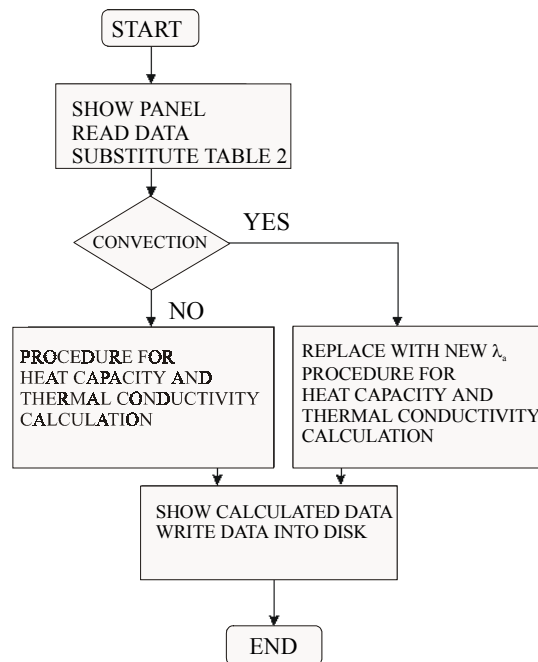 START
SHOW PANEL
READ DATA
SUBSTITUTE TABLE 2
CONVECTION
YES
NO
PROCEDURE FOR
HEAT CAPACITY AND
THERMAL CONDUCTIVITY
CALCULATION
REPLACE WITH NEW λₐ
PROCEDURE FOR
HEAT CAPACITY AND
THERMAL CONDUCTIVITY
CALCULATION
SHOW CALCULATED DATA
WRITE DATA INTO DISK
END